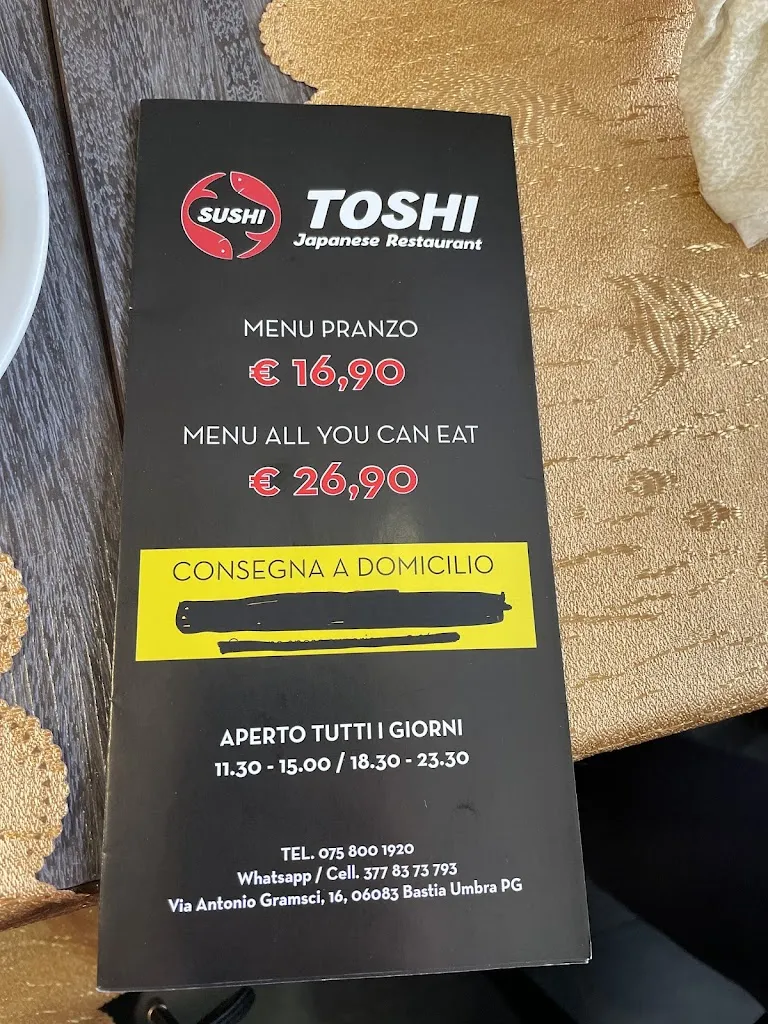 SUSHI
TOSHI
Japanese Restaurant
MENU PRANZO
€ 16,90
MENU ALL YOU CAN EAT
€ 26,90
CONSEGNA A DOMICILIO
APERTO TUTTI I GIORNI
11.30 - 15.00 / 18.30 - 23.30
TEL. 075 800 1920
Whatsapp / Cell. 377 83 73 793
Via Antonio Gramsci, 16, 06083 Bastia Umbra PG